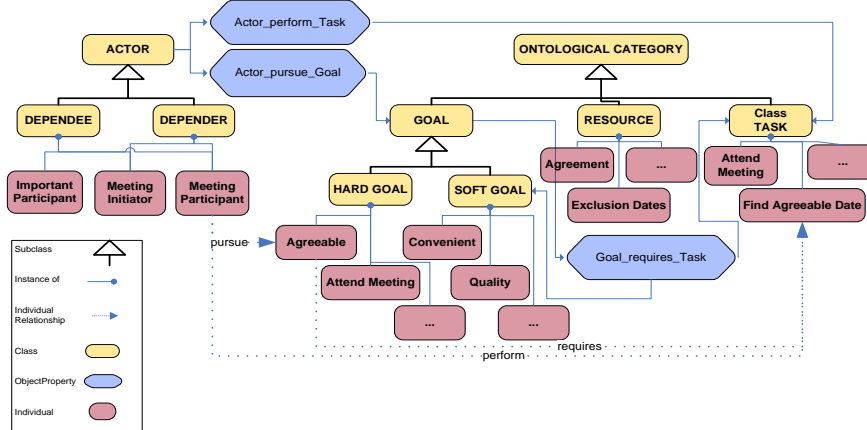 Actor_perform_Task
ACTOR
ONTOLOGICAL CATEGORY
Actor_pursue_Goal
DEPENDEE
DEPENDER
GOAL
RESOURCE
Class
TASK
Agreement
...
Attend
Meeting
...
Important
Participant
Meeting
Initiator
Meeting
Participant
HARD GOAL
SOFT GOAL
Exclusion Dates
Find Agreeable Date
pursue
Agreeable
Convenient
Goal_requires_Task
Attend Meeting
Quality
...
...
requires
perform
Subclass
Instance of
Individual
Relationship
Class
ObjectProperty
Individual